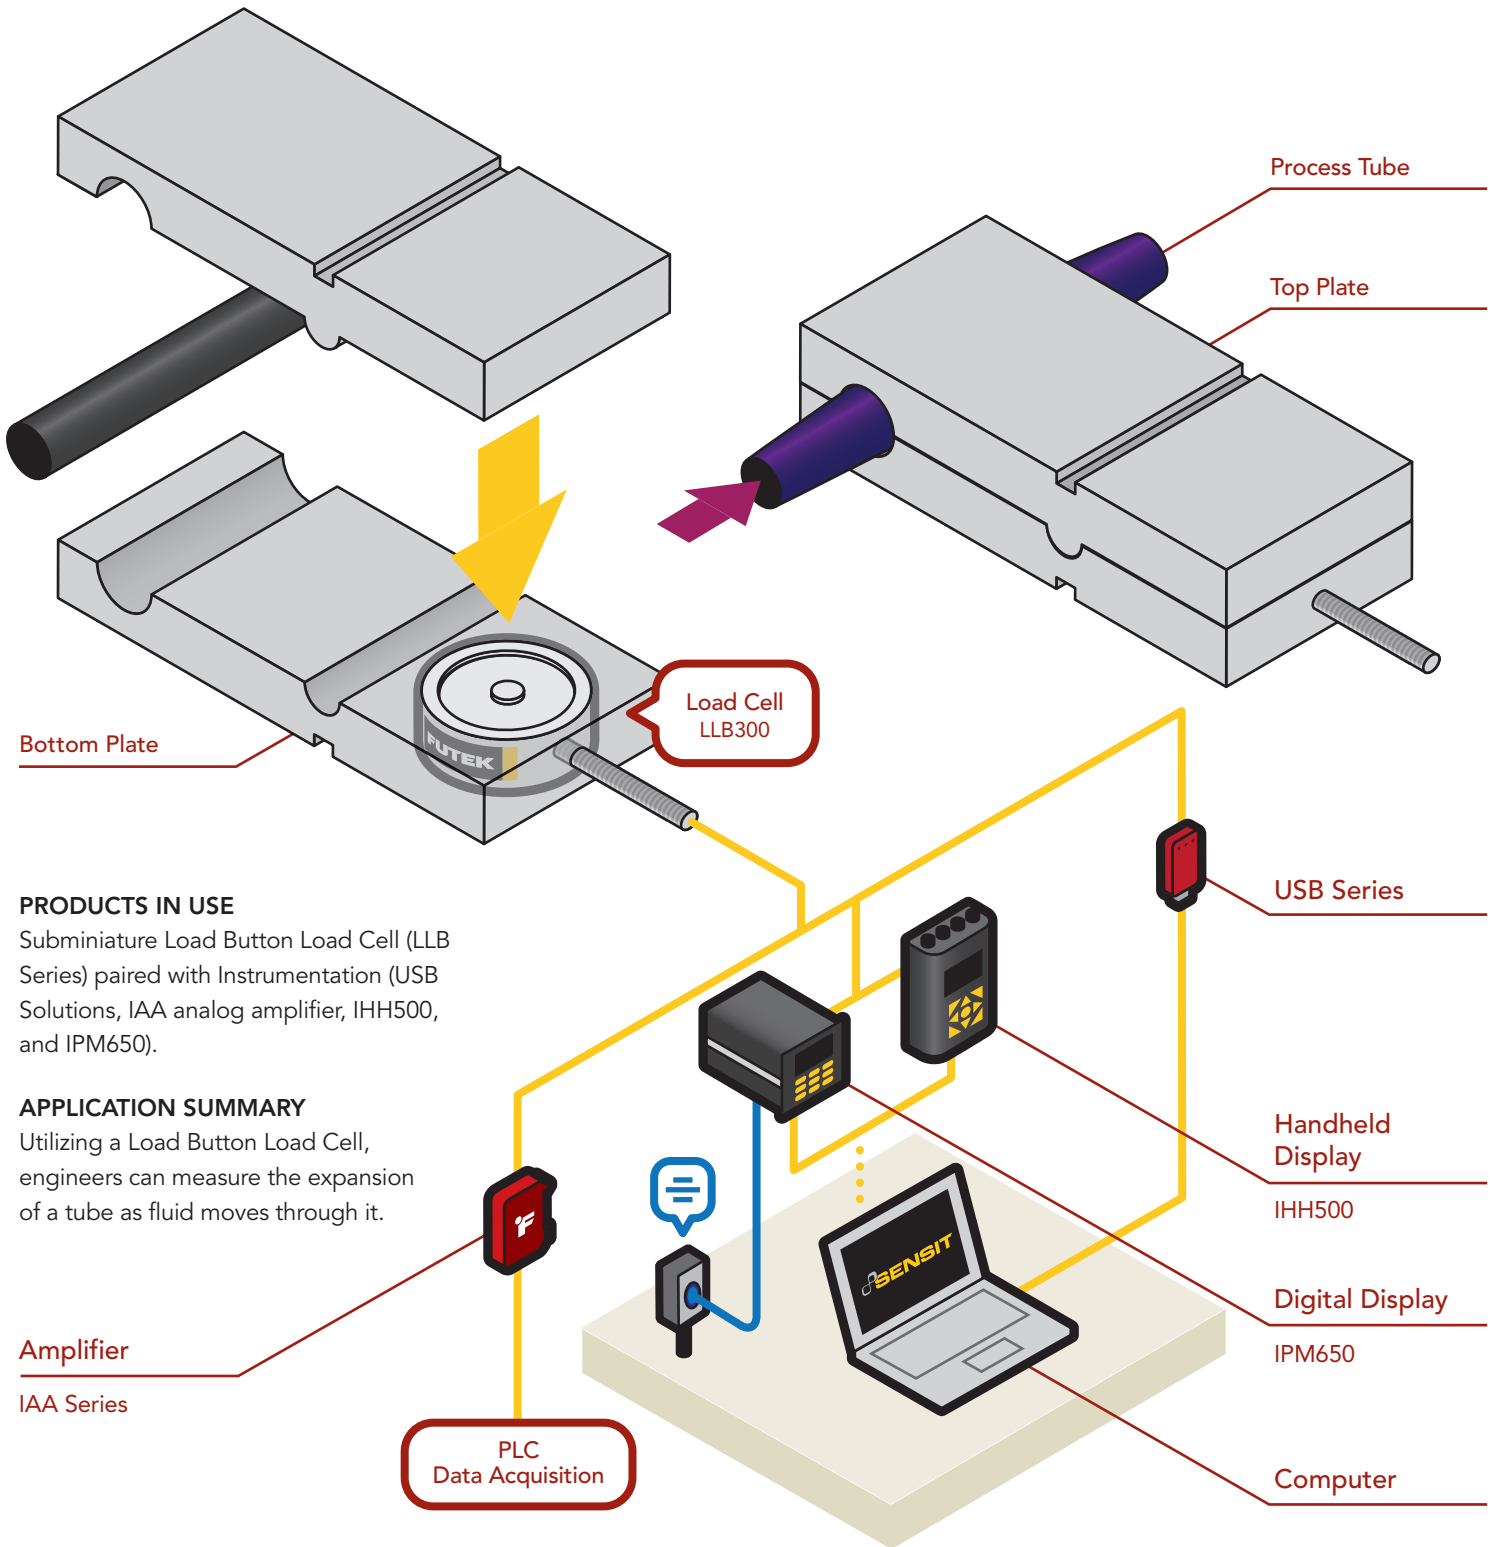 Process Tube
Top Plate
Load Cell
LLB300
Bottom Plate
FUTEK
PRODUCTS IN USE
Subminiature Load Button Load Cell (LLB
Series) paired with Instrumentation (USB
Solutions, IAA analog amplifier, IHH500,
and IPM650).
APPLICATION SUMMARY
Utilizing a Load Button Load Cell,
engineers can measure the expansion
of a tube as fluid moves through it.
USB Series
Handheld
Display
IHH500
Digital Display
IPM650
SENSIT
F
Amplifier
IAA Series
PLC
Data Acquisition
Computer